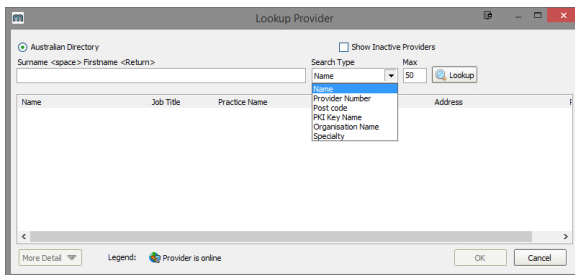 Lookup Provider
Australian Directory
Show Inactive Providers
Surname <space> Firstname <Return>
Search Type
Max
Name
50
Lookup
Name
Provider Number
Post code
PKI Key Name
Organisation Name
Specialty
Name
Job Title
Practice Name
Address
More Detail
Legend:
Provider is online
OK
Cancel